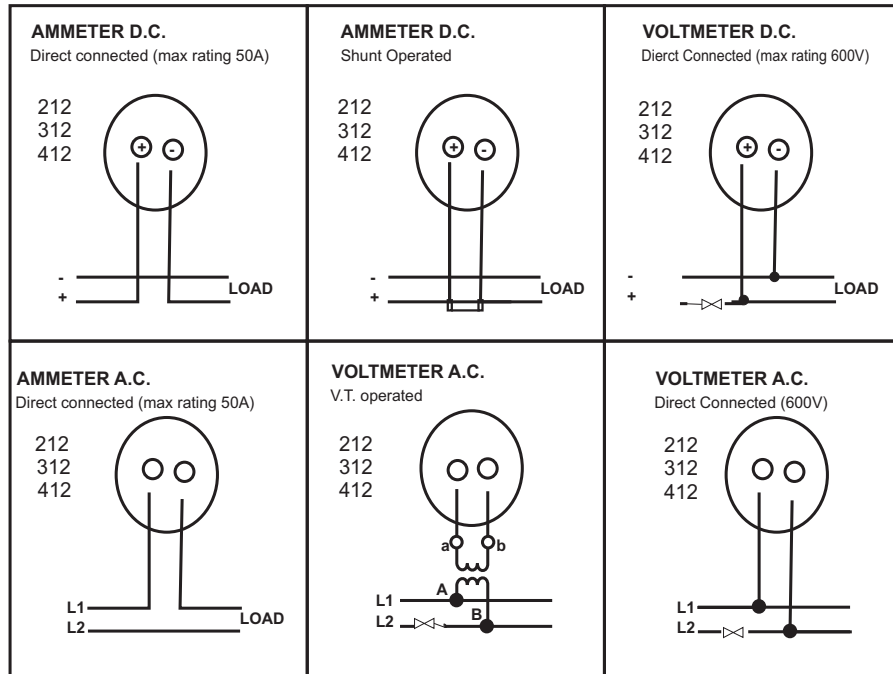 AMMETER D.C.
Direct connected (max rating 50A)
212
312
412
+ -
-
+
LOAD
AMMETER D.C.
Shunt Operated
212
312
412
+ -
-
+
LOAD
VOLTMETER D.C.
Dierct Connected (max rating 600V)
212
312
412
+ -
-
+
LOAD
AMMETER A.C.
Direct connected (max rating 50A)
212
312
412
L1
L2
LOAD
VOLTMETER A.C.
V.T. operated
212
312
412
a b
A
L1
B
L2
VOLTMETER A.C.
Direct Connected (600V)
212
312
412
L1
L2